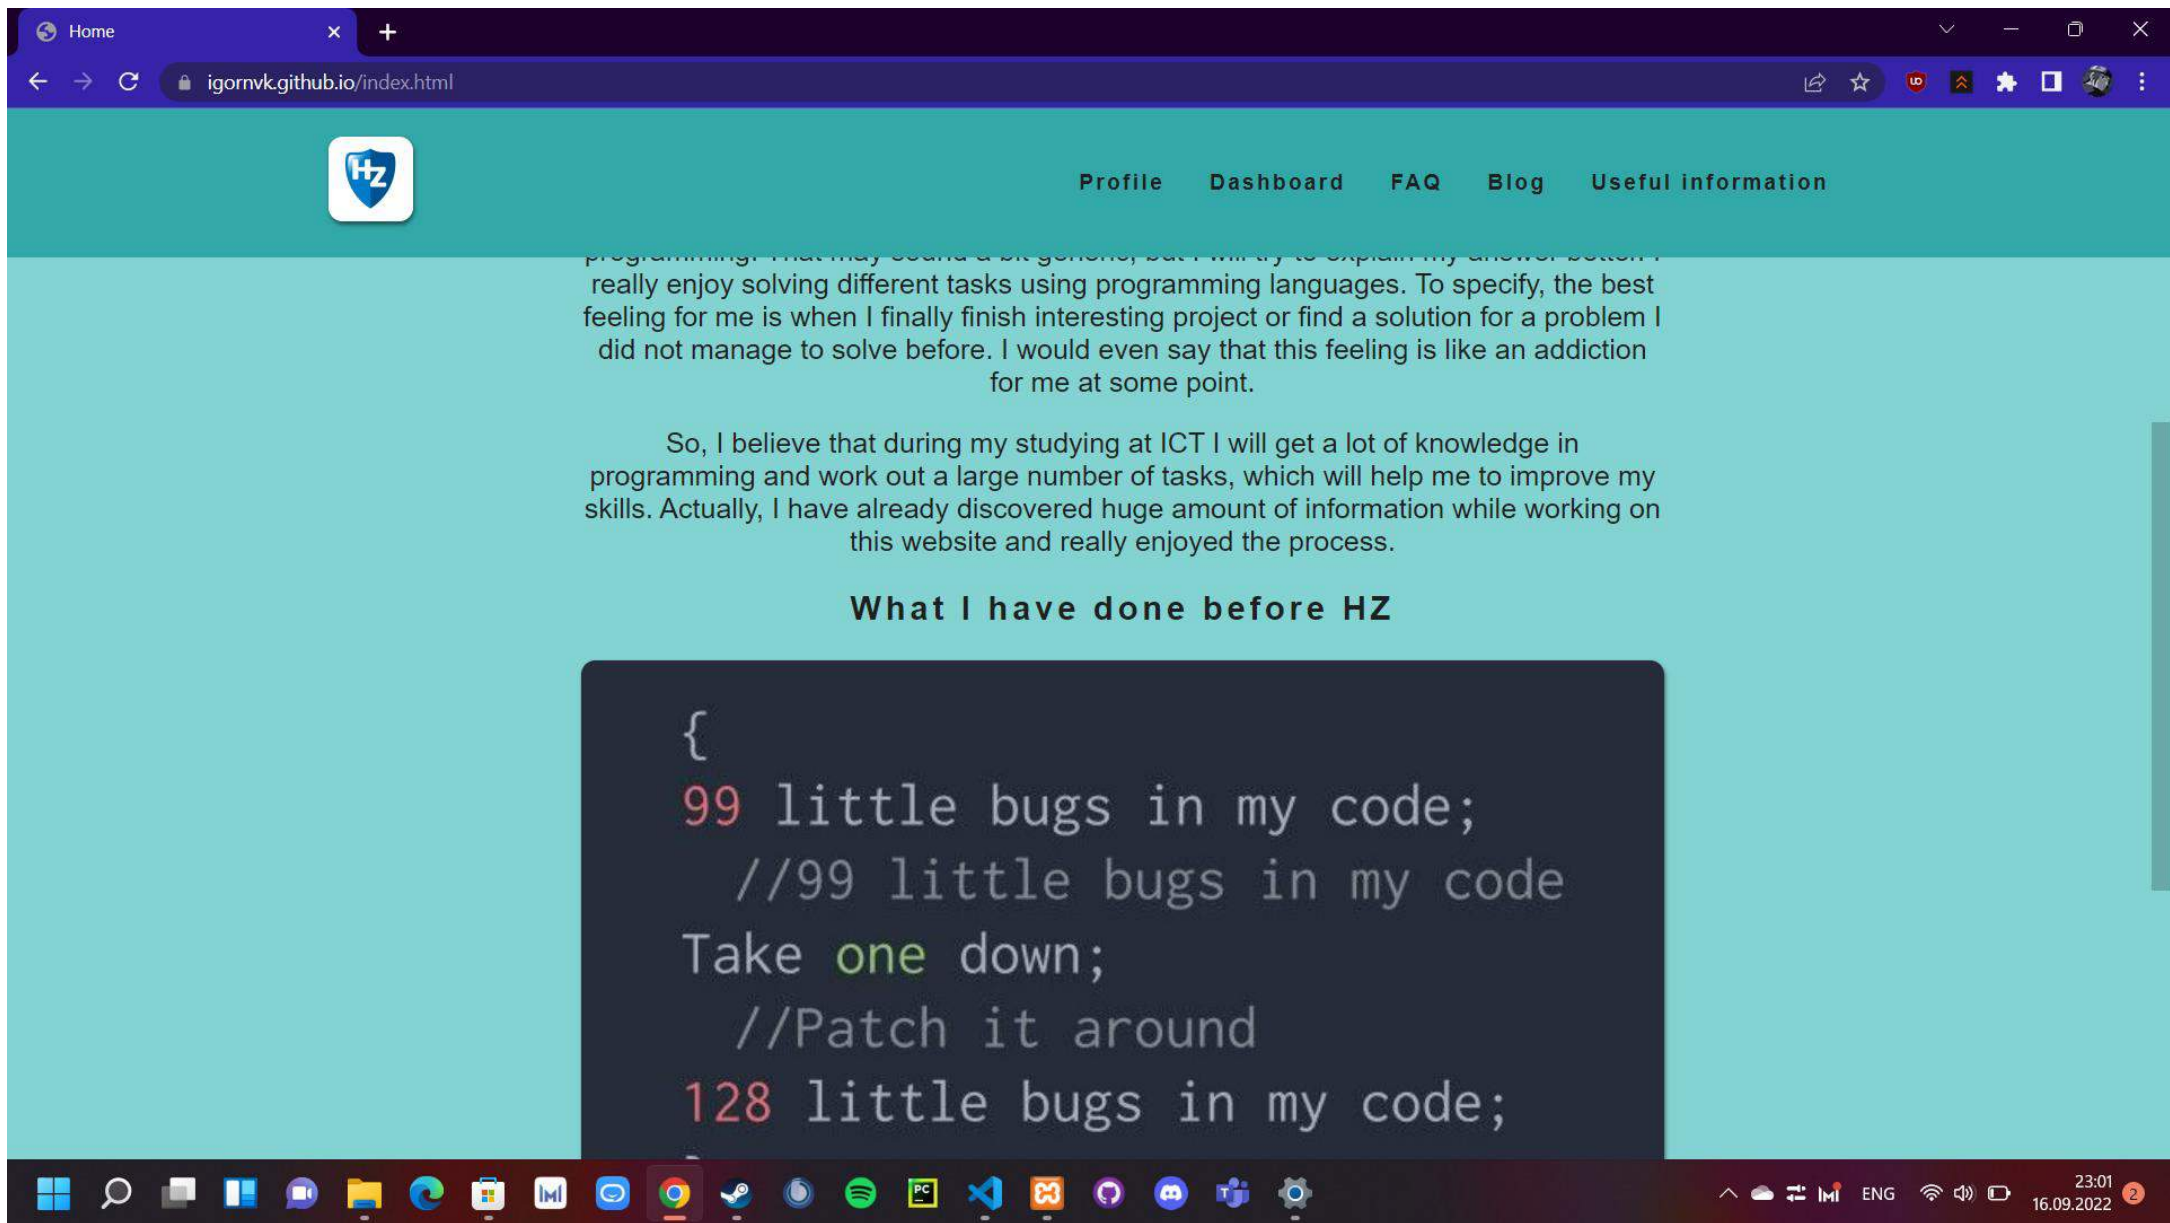 Home
igornvk.github.io/index.html
HZ
Profile Dashboard FAQ Blog Useful information
really enjoy solving different tasks using programming languages. To specify, the best
feeling for me is when I finally finish interesting project or find a solution for a problem I
did not manage to solve before. I would even say that this feeling is like an addiction
for me at some point.
So, I believe that during my studying at ICT I will get a lot of knowledge in
programming and work out a large number of tasks, which will help me to improve my
skills. Actually, I have already discovered huge amount of information while working on
this website and really enjoyed the process.
What I have done before HZ
{
99 little bugs in my code;
//99 little bugs in my code
Take one down;
//Patch it around
128 little bugs in my code;
PC
ENG
23:01
16.09.2022
2